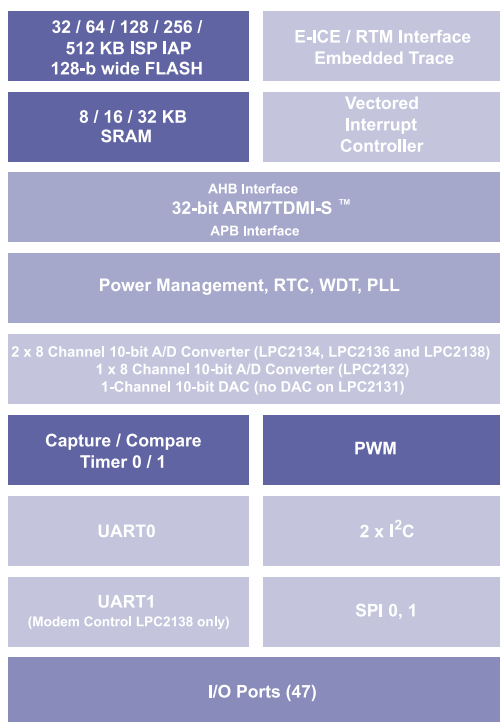 32 / 64 / 128 / 256 /
512 KB ISP IAP
128-b wide FLASH
E-ICE / RTM Interface
Embedded Trace
8 / 16 / 32 KB
SRAM
Vectored
Interrupt
Controller
AHB Interface
32-bit ARM7TDMI-S ™
APB Interface
Power Management, RTC, WDT, PLL
2 x 8 Channel 10-bit A/D Converter (LPC2134, LPC2136 and LPC2138)
1 x 8 Channel 10-bit A/D Converter (LPC2132)
1-Channel 10-bit DAC (no DAC on LPC2131)
Capture / Compare
Timer 0 / 1
PWM
UART0
2 x I²C
UART1
(Modem Control LPC2138 only)
SPI 0, 1
I/O Ports (47)